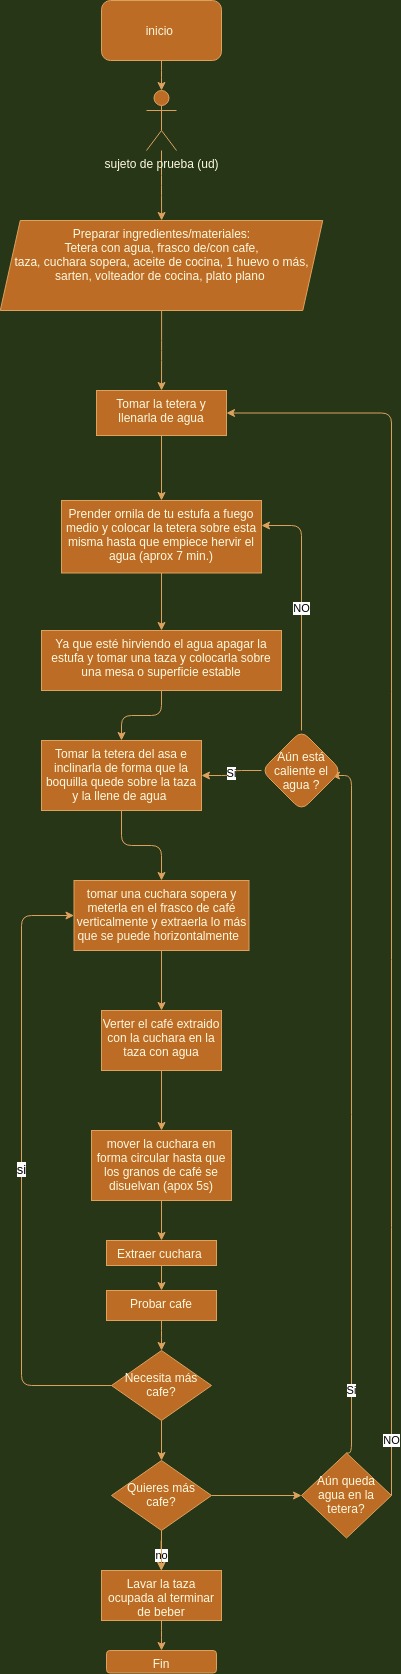 inicio
sujeto de prueba (ud)
Preparar ingredientes/materiales:
Tetera con agua, frasco de/con cafe,
taza, cuchara sopera, aceite de cocina, 1 huevo o más,
sarten, volteador de cocina, plato plano
Tomar la tetera y
llenarla de agua
Prender ornila de tu estufa a fuego
medio y colocar la tetera sobre esta
misma hasta que empiece hervir el
agua (aprox 7 min.)
NO
Ya que esté hirviendo el agua apagar la
estufa y tomar una taza y colocarla sobre
una mesa o superficie estable
Tomar la tetera del asa e
inclinarla de forma que la
boquilla quede sobre la taza
y la llene de agua
Si
Aún está
caliente el
agua ?
tomar una cuchara sopera y
meterla en el frasco de café
verticalmente y extraerla lo más
que se puede horizontalmente
Verter el café extraido
con la cuchara en la
taza con agua
mover la cuchara en
forma circular hasta que
los granos de café se
disuelvan (apox 5s)
si
Extraer cuchara
Probar cafe
Necesita más
cafe?
Si
NO
Quieres más
cafe?
Aún queda
agua en la
tetera?
no
Lavar la taza
ocupada al terminar
de beber
Fin